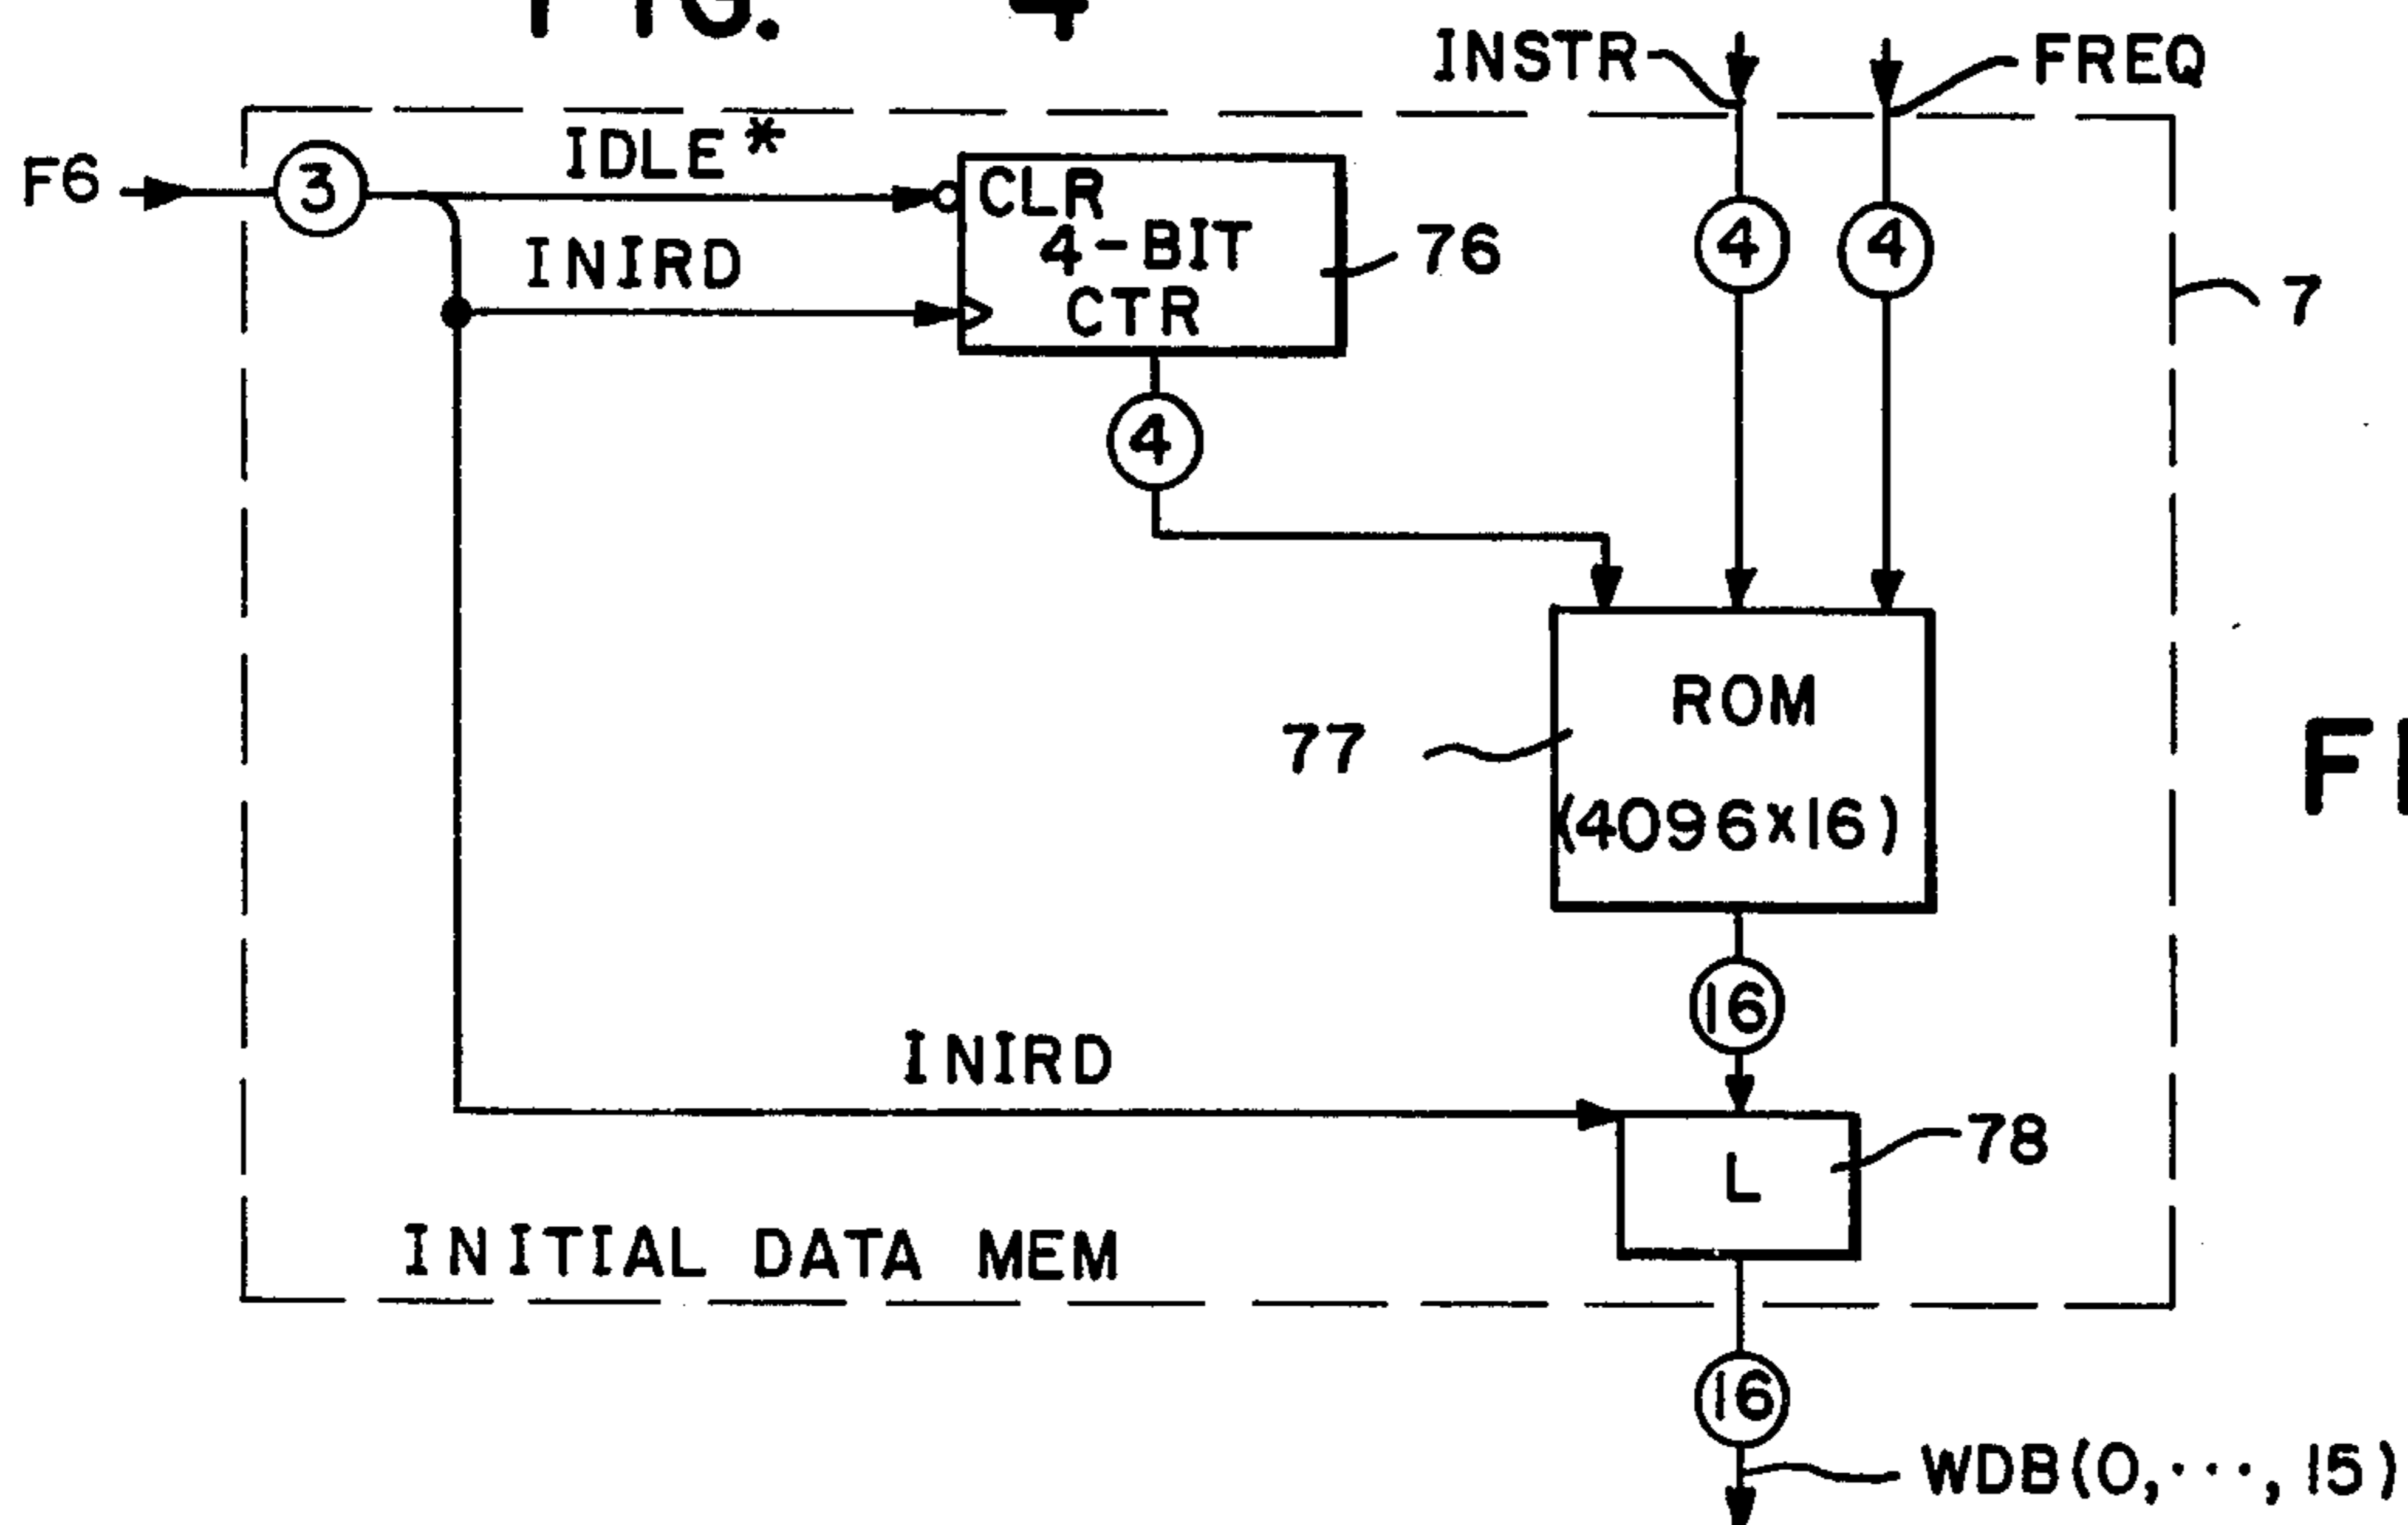 FIG. 4
INSTR
FREQ
IDLE*
F6
3
CLR
4-BIT
CTR
76
4
4
INIRD
7
4
ROM
77
(4096X16)
16
INIRD
L
78
INITIAL DATA MEM
16
WDB(0,···,15)